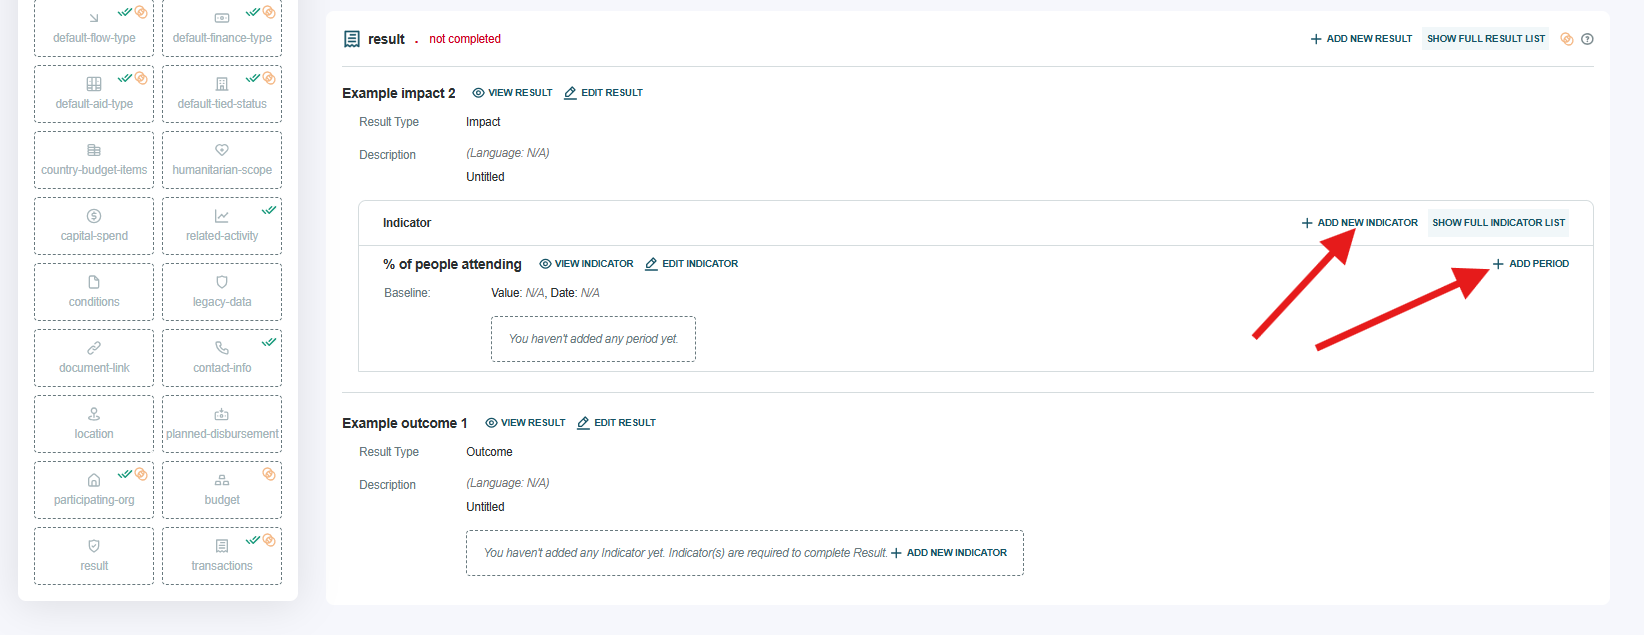 default-flow-type
default-finance-type
default-aid-type
default-tied-status
country-budget-items
humanitarian-scope
capital-spend
related-activity
conditions
legacy-data
document-link
contact-info
location
planned-disbursement
participating-org
budget
result
transactions
result . not completed
+ ADD NEW RESULT SHOW FULL RESULT LIST
Example impact 2 VIEW RESULT EDIT RESULT
Result Type Impact
Description (Language: N/A)
Untitled
Indicator + ADD NEW INDICATOR SHOW FULL INDICATOR LIST
% of people attending VIEW INDICATOR EDIT INDICATOR + ADD PERIOD
Baseline: Value: N/A, Date: N/A
You haven't added any period yet.
Example outcome 1 VIEW RESULT EDIT RESULT
Result Type Outcome
Description (Language: N/A)
Untitled
You haven't added any Indicator yet. Indicator(s) are required to complete Result. + ADD NEW INDICATOR